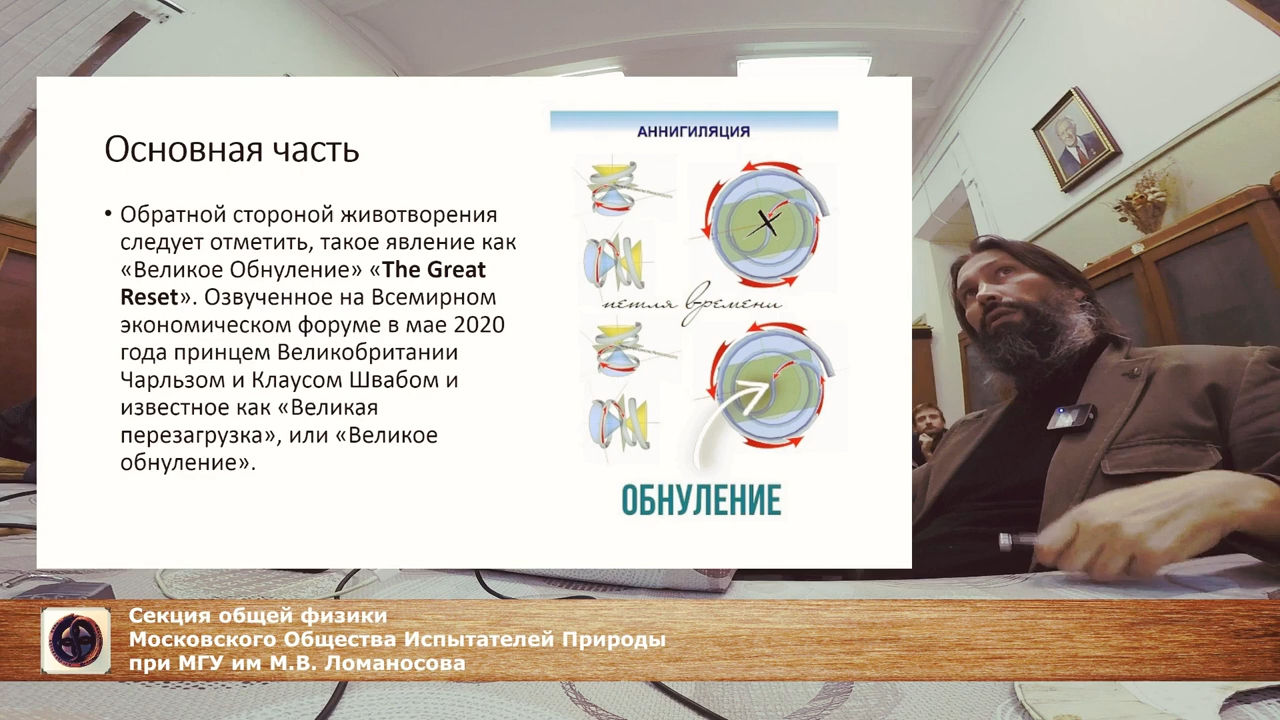 Основная часть
• Обратной стороной животворения
следует отметить, такое явление как
«Великое Обнуление» «The Great
Reset». Озвученное на Всемирном
экономическом форуме в мае 2020
года принцем Великобритании
Чарльзом и Клаусом Швабом и
известное как «Великая
перезагрузка», или «Великое
обнуление».
АННИГИЛЯЦИЯ
петля времени
ОБНУЛЕНИЕ
Секция общей физики
Московского Общества Испытателей Природы
при МГУ им М.В. Ломаносова